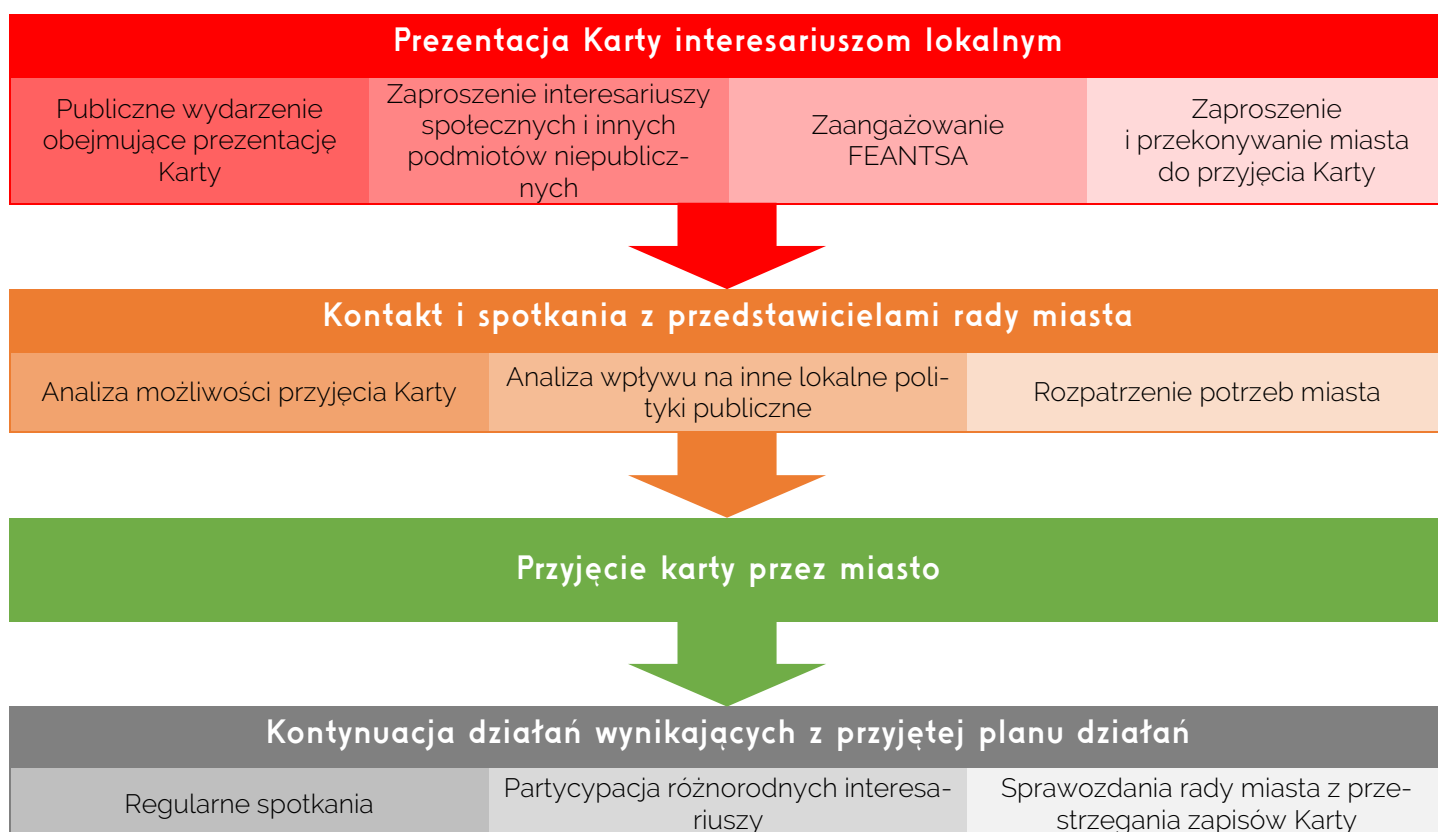 Prezentacja Karty interesariuszom lokalnym
Publiczne wydarzenie
obejmujące prezentację
Karty
Zaproszenie interesariuszy
społecznych i innych
podmiotów niepublicz-
nych
Zaangażowanie
FEANTSA
Zaproszenie
i przekonywanie miasta
do przyjęcia Karty
Kontakt i spotkania z przedstawicielami rady miasta
Analiza możliwości przyjęcia Karty
Analiza wpływu na inne lokalne poli-
tyki publiczne
Rozpatrzenie potrzeb miasta
Przyjęcie karty przez miasto
Kontynuacja działań wynikających z przyjętej planu działań
Regularne spotkania
Partycypacja różnorodnych interesa-
riuszy
Sprawozdania rady miasta z prze-
strzegania zapisów Karty